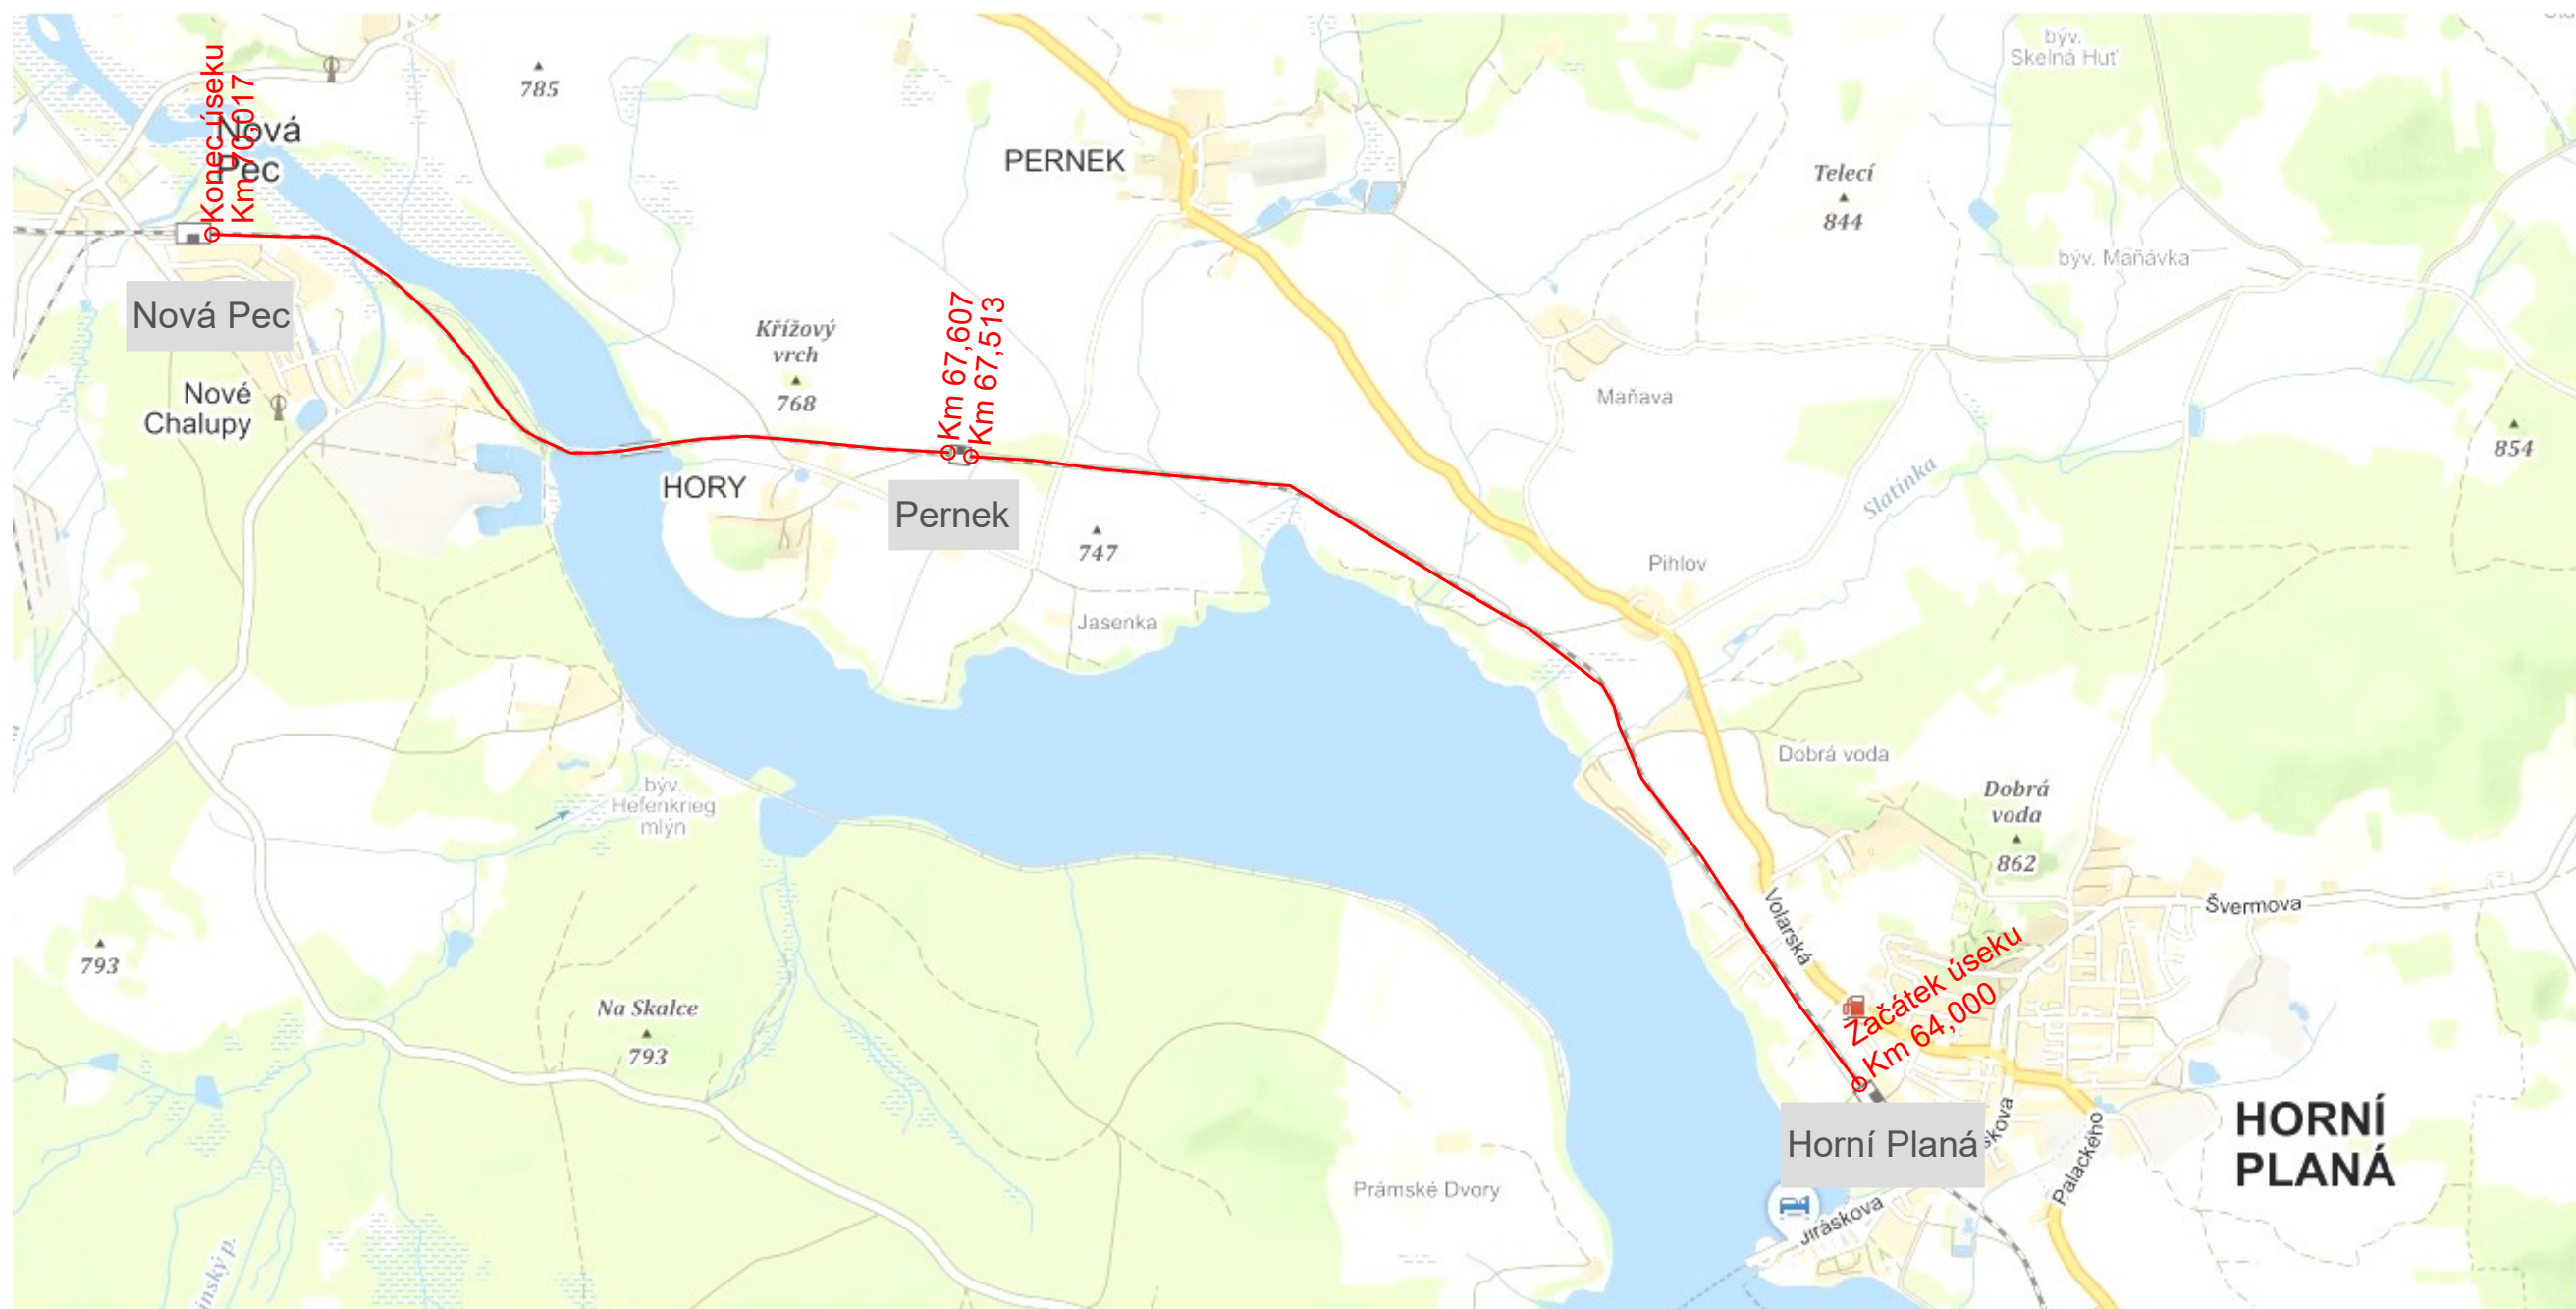 býv.
Skelná Huť
785
Konec úseku
Km 70,017
Nová
Pec
PERNEK
Telecí
844
býv. Maňávka
Nová Pec
Křížový
vrch
768
Km 67,607
Km 67,513
Maňava
Nové
Chalupy
854
HORY
Slatinka
Pernek
747
Pihlov
Jasenka
Dobrá voda
býv.
Hefenkrieg
mlýn
Dobrá
voda
862
Švermova
Volarská
793
Začátek úseku
Km 64,000
Na Skalce
793
HORNÍ
PLANÁ
Horní Planá
skova
Palackého
Prámské Dvory
Jiráskova
inský p.